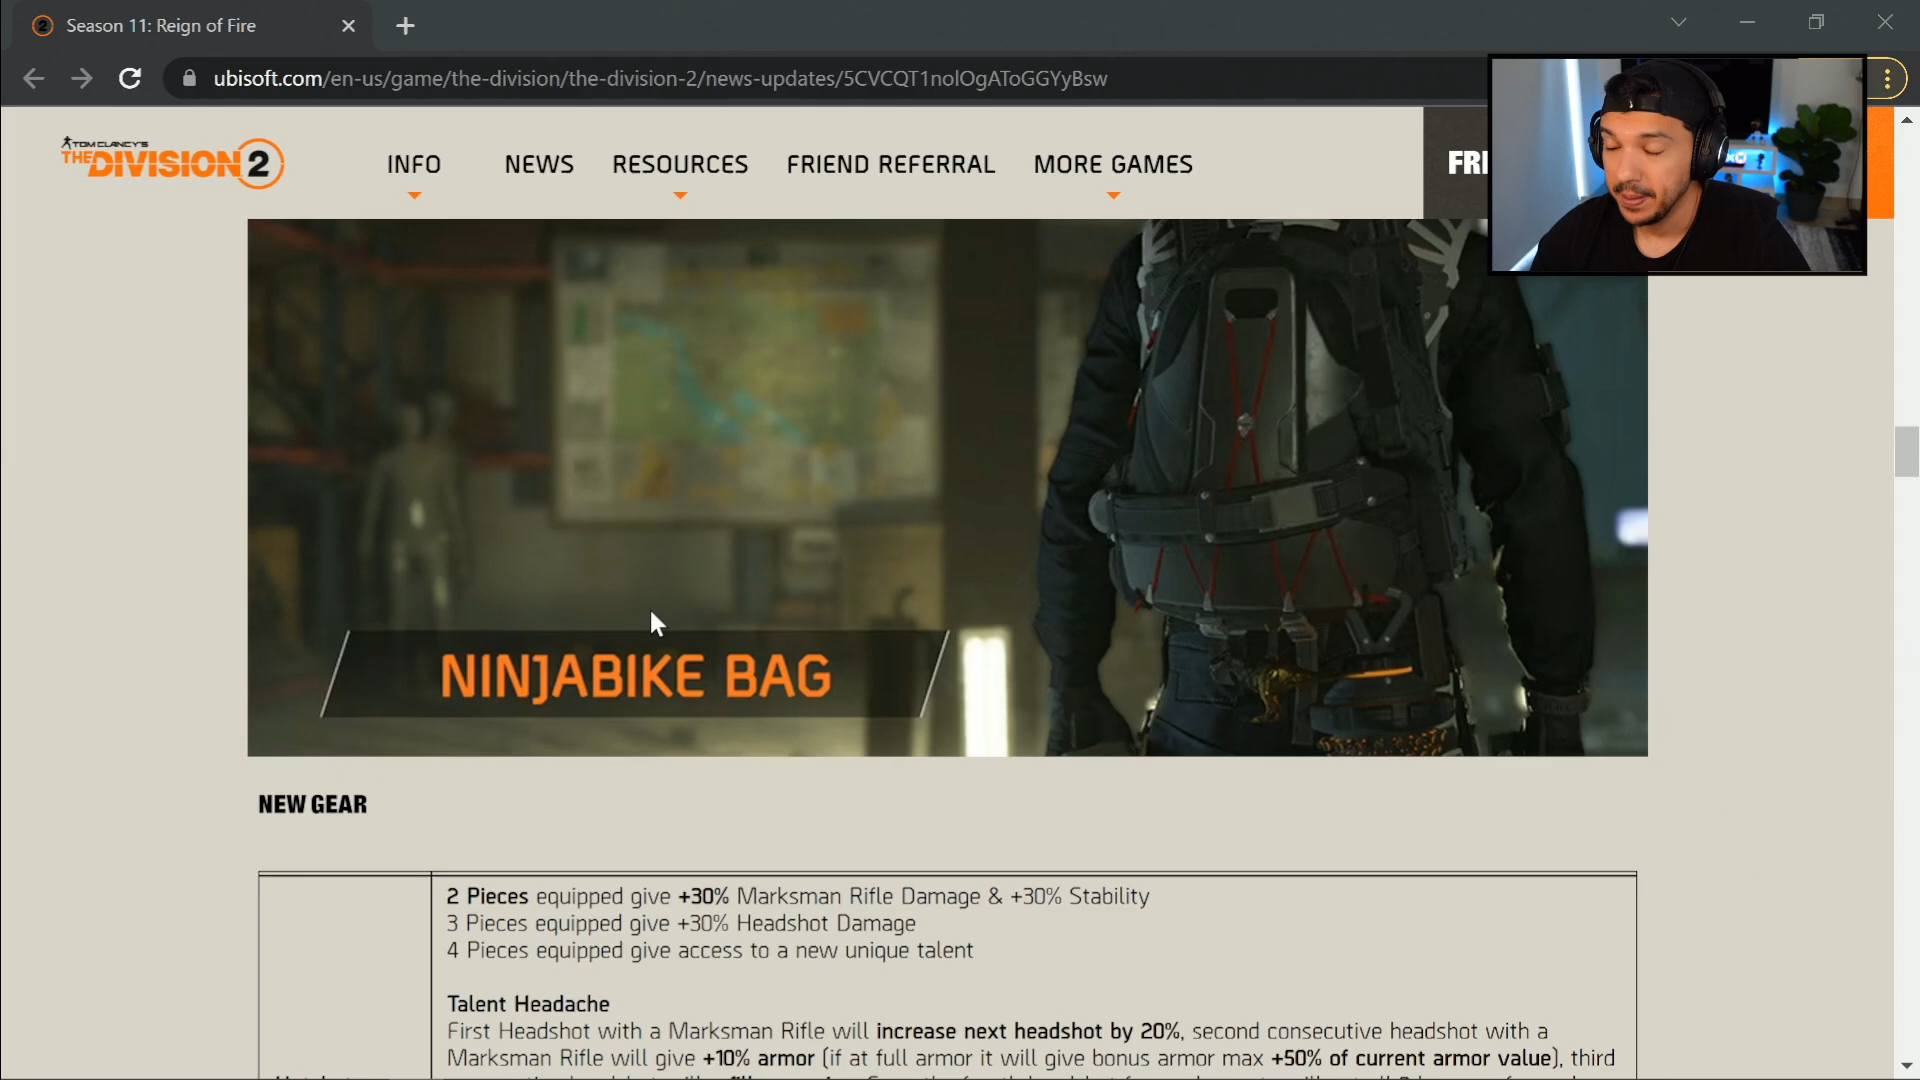 Season 11: Reign of Fire
ubisoft.com/en-us/game/the-division/the-division-2/news-updates/5CVCQT1nolOgAToGGYyBsw
TOM CLANCY'S
THE DIVISION 2
INFO
NEWS
RESOURCES
FRIEND REFERRAL
MORE GAMES
NINJABIKE BAG
NEW GEAR
2 Pieces equipped give +30% Marksman Rifle Damage & +30% Stability
3 Pieces equipped give +30% Headshot Damage
4 Pieces equipped give access to a new unique talent
Talent Headache
First Headshot with a Marksman Rifle will increase next headshot by 20%, second consecutive headshot with a
Marksman Rifle will give +10% armor (if at full armor it will give bonus armor max +50% of current armor value), third